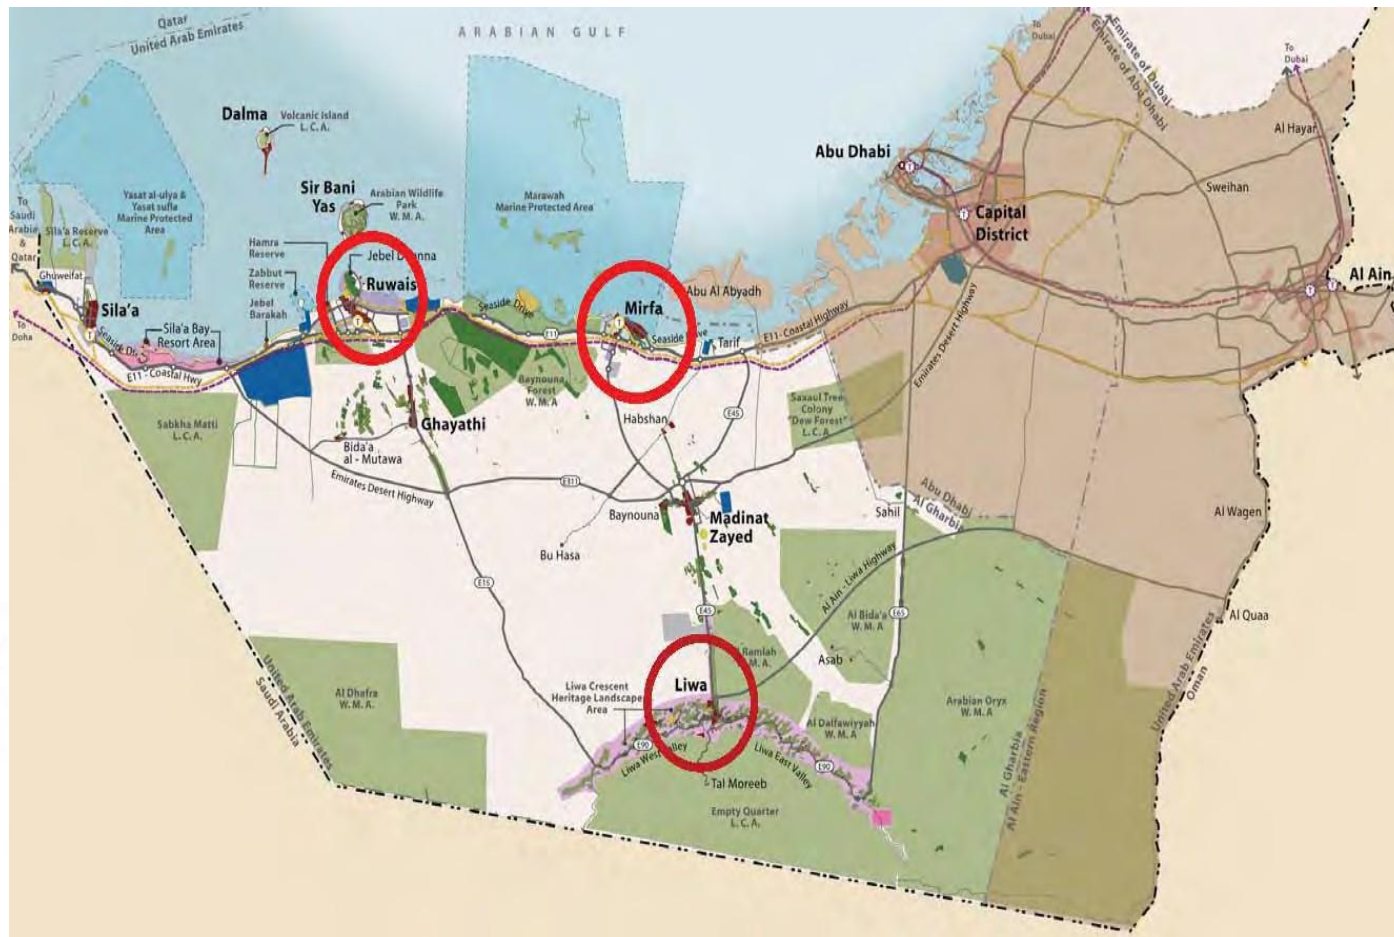 Qatar
United Arab Emirates
ARABIAN GULF
To
Dubai
Emirate of Dubai
Emirate of Abu Dhabi
To
Dubai
Al Hayar
Dalma
Volcanic Island
L.C.A.
Abu Dhabi
Sweihan
Sir Bani
Yas
Arabian Wildlife
Park
W.M.A.
Yasat al-ulya &
Yasat sufla
Marine Protected
Area
Marawah
Marine Protected Area
To
Saudi
Arabie
&
Qatar
Sila'a Reserve
L.C.A.
Capital
District
Hamra
Reserve
Zabbut
Reserve
Jebel
Barakah
Ruwais
Ghuweifat
Sila'a
To
Doha
Seaside Drive
Mirfa
Abu Al Abyadh
Al Ain
Sila'a Bay
Resort Area
E11 - Coastal Hwy
E11
Tarif
E11- Coastal Highway
Emirates Desert Highway
Baynouna
Forest
W.M.A
Saxaul Tree
Colony
"Dew Forest"
L.C.A.
Sabkha Matti
L.C.A.
Ghayathi
Habshan
E45
Bida'a
al - Mutawa
Emirates Desert Highway
E311
Baynouna
Madinat
Zayed
Bu Hasa
Sahil
Abu Dhabi
Al Gharbia
Al Wagen
E15
E45
Al Ain - Liwa Highway
Al Bida'a
W.M.A
E65
Al Quaa
United Arab Emirates
Saudi Arabia
Al Dhafra
W.M.A.
Liwa Crescent
Heritage Landscape
Area
Liwa
Asab
Al Dalfawiyyah
W.M.A
Arabian Oryx
W.M.A
Al Gharbia
Al Ain - Eastern Region
United Arab Emirates
Oman
E90
Liwa West Valley
Liwa East Valley
E90
Tal Moreeb
Empty Quarter
L.C.A.